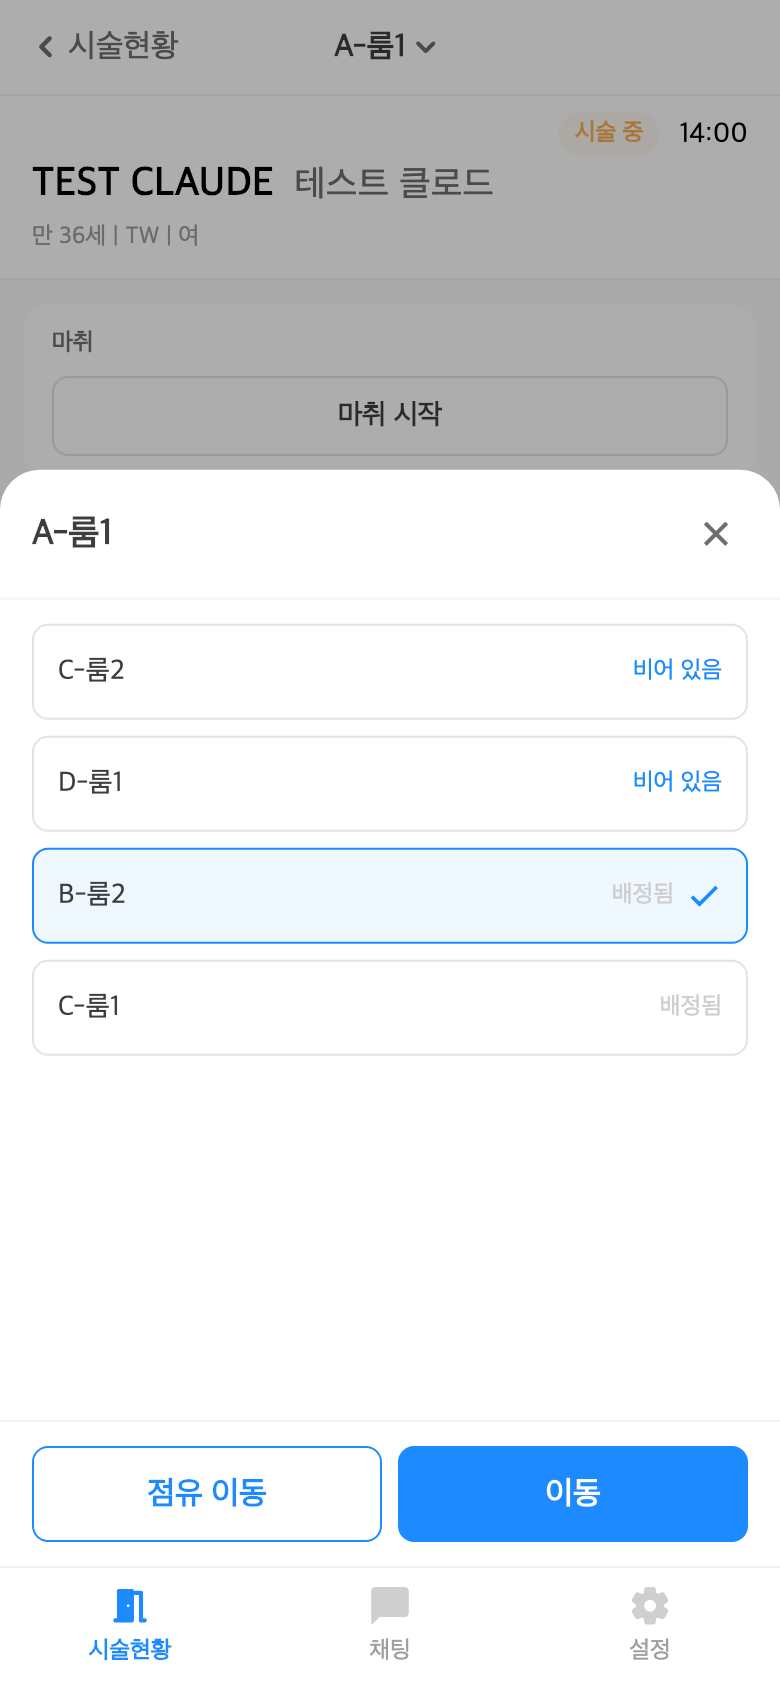 시술현황
A-룸1
시술 중 14:00
TEST CLAUDE 테스트 클로드
만 36세 | TW | 여
마취
마취 시작
A-룸1
C-룸2 비어 있음
D-룸1 비어 있음
B-룸2 배정됨
C-룸1 배정됨
점유 이동
이동
시술현황 채팅 설정